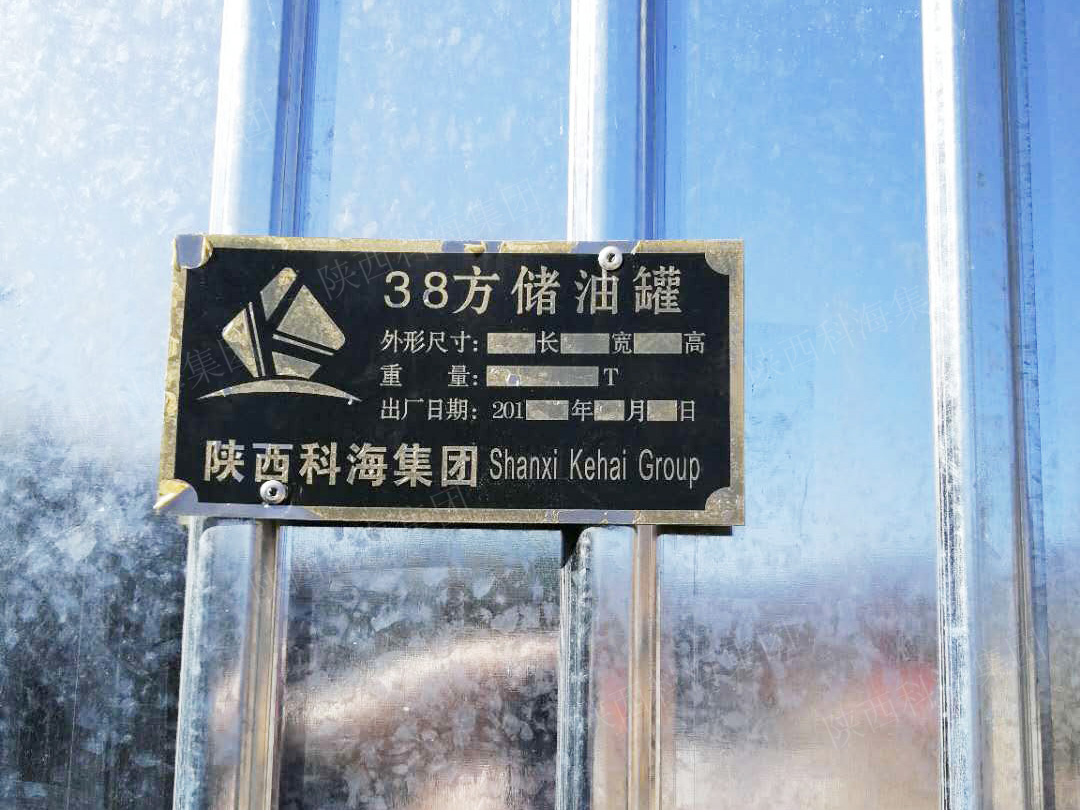 38方储油罐
外形尺寸: 长 宽 高
重 量: T
出厂日期: 201 年 月 日
陕西科海集团 Shanxi Kehai Group